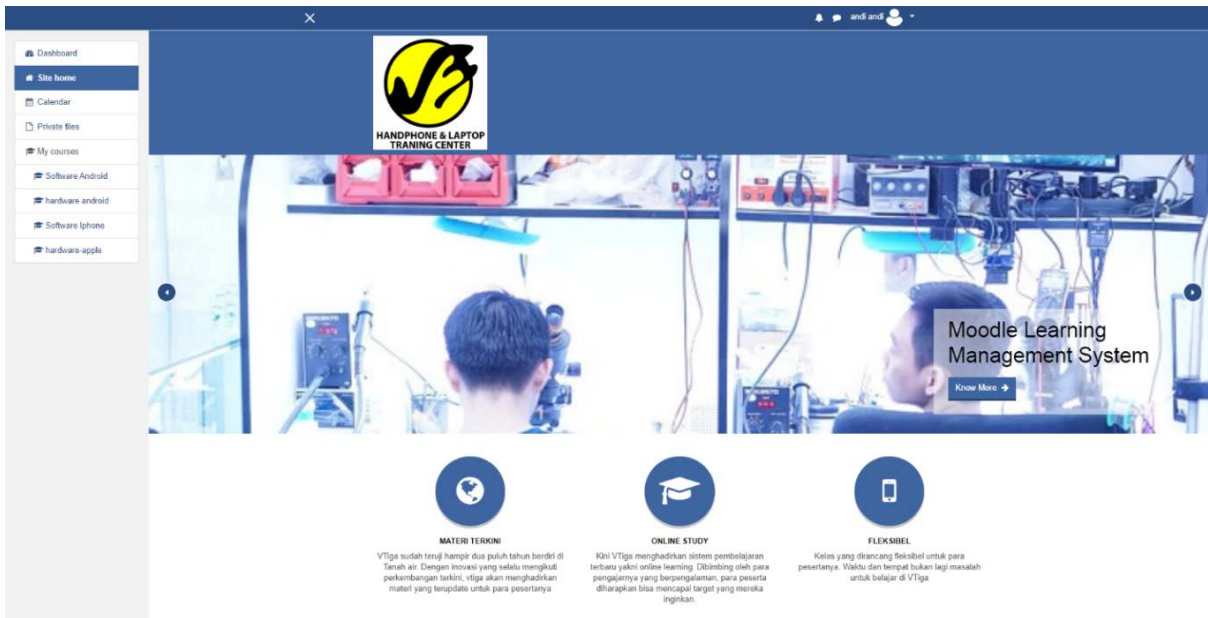 andi andi
Dashboard
Site home
Calendar
Private files
My courses
Software Android
hardware android
Software Iphone
hardware-apple
HANDPHONE & LAPTOP
TRANING CENTER
Moodle Learning
Management System
Know More
MATERI TERKINI
VTiga sudah teruji hampir dua puluh tahun berdiri di
Tanah air. Dengan inovasi yang selalu mengikuti
perkembangan terkini, vtiga akan menghadirkan
materi yang terupdate untuk para pesertanya
ONLINE STUDY
Kini VTiga menghadirkan sistem pembelajaran
terbaru yakni online learning. Dibimbing oleh para
pengajarnya yang berpengalaman, para peserta
diharapkan bisa mencapai target yang mereka
inginkan.
FLEKSIBEL
Kelas yang dirancang fleksibel untuk para
pesertanya. Waktu dan tempat bukan lagi masalah
untuk belajar di VTiga